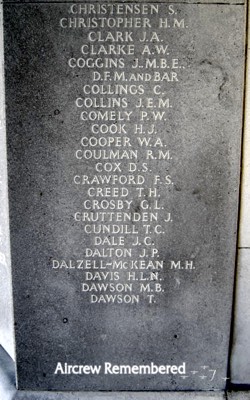 CHRISTENSEN S.
CHRISTOPHER H.M.
CLARK J.A.
CLARKE A.W.
COGGINS J. M.B.E.,
D.F.M. AND BAR
COLLINGS C.
COLLINS J.E.M.
COMELY P.W.
COOK H.J.
COOPER W.A.
COULMAN R.M.
COX D.S.
CRAWFORD F.S.
CREED T.H.
CROSBY G.L.
CRUTTENDEN J.
CUNDILL T.C.
DALE J.C.
DALTON J.P.
DALZELL-McKEAN M.H.
DAVIS H.L.N.
DAWSON M.B.
DAWSON T.
Aircrew Remembered
7